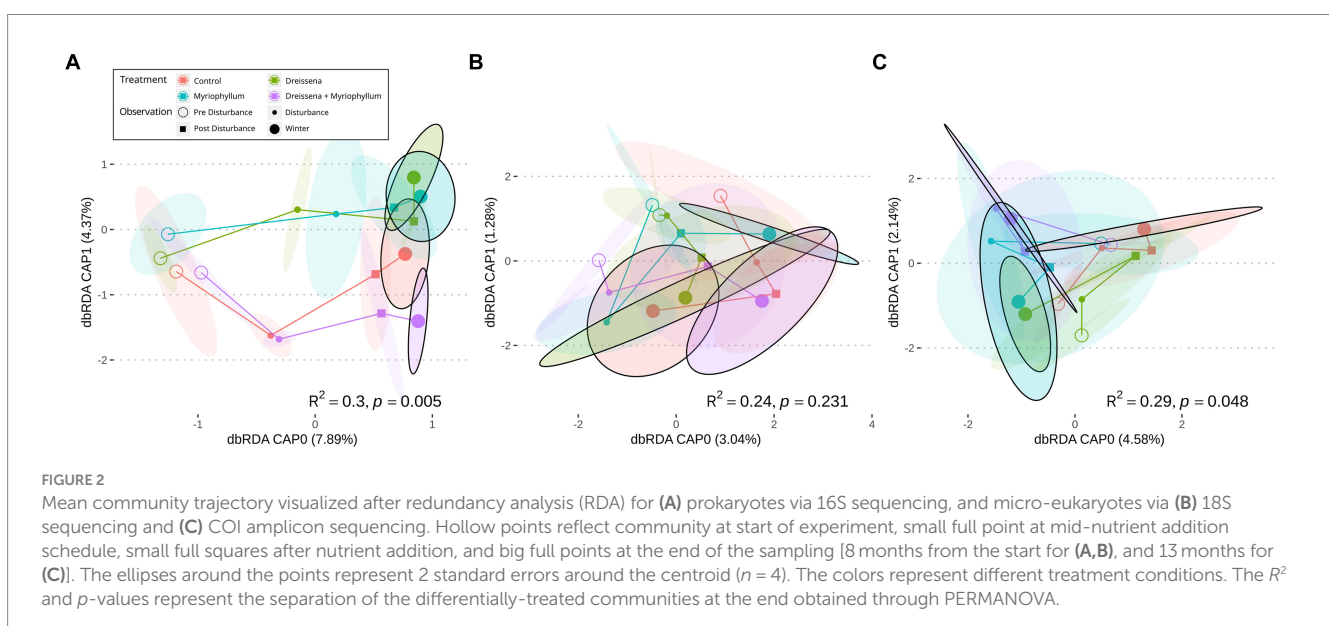 A
Treatment
Control
Dreissena
Myriophyllum
Dreissena + Myriophyllum
Observation
Pre Disturbance
Disturbance
Post Disturbance
Winter
1
0
-1
-2
dbRDA CAP1 (4.37%)
R² = 0.3, p = 0.005
-1
0
1
dbRDA CAP0 (7.89%)
B
2
0
-2
dbRDA CAP1 (1.28%)
R² = 0.24, p = 0.231
-2
0
2
4
dbRDA CAP0 (3.04%)
C
2
0
-2
dbRDA CAP1 (2.14%)
R² = 0.29, p = 0.048
-2
0
2
dbRDA CAP0 (4.58%)
FIGURE 2
Mean community trajectory visualized after redundancy analysis (RDA) for (A) prokaryotes via 16S sequencing, and micro-eukaryotes via (B) 18S
sequencing and (C) COI amplicon sequencing. Hollow points reflect community at start of experiment, small full point at mid-nutrient addition
schedule, small full squares after nutrient addition, and big full points at the end of the sampling [8 months from the start for (A,B), and 13 months for
(C)]. The ellipses around the points represent 2 standard errors around the centroid (n = 4). The colors represent different treatment conditions. The R²
and p-values represent the separation of the differentially-treated communities at the end obtained through PERMANOVA.